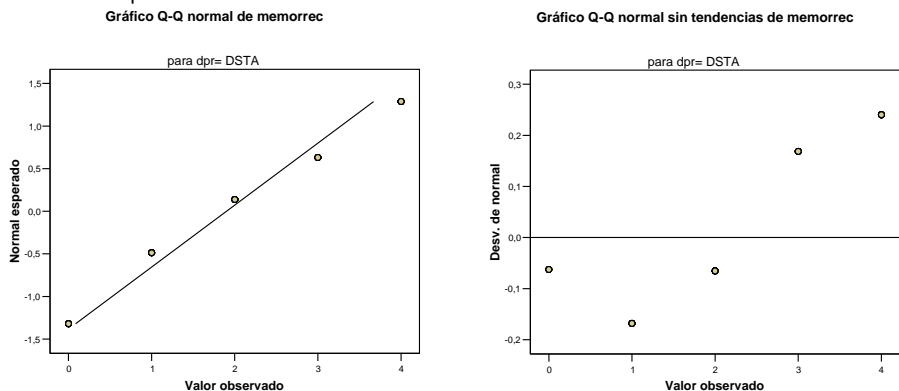 Gráfico Q-Q normal de memorrec
para dpr= DSTA
1,5
1,0
0,5
0,0
-0,5
-1,0
-1,5
Normal esperado
0 1 2 3 4
Valor observado
Gráfico Q-Q normal sin tendencias de memorrec
para dpr= DSTA
0,3
0,2
0,1
0,0
-0,1
-0,2
Desv. de normal
0 1 2 3 4
Valor observado